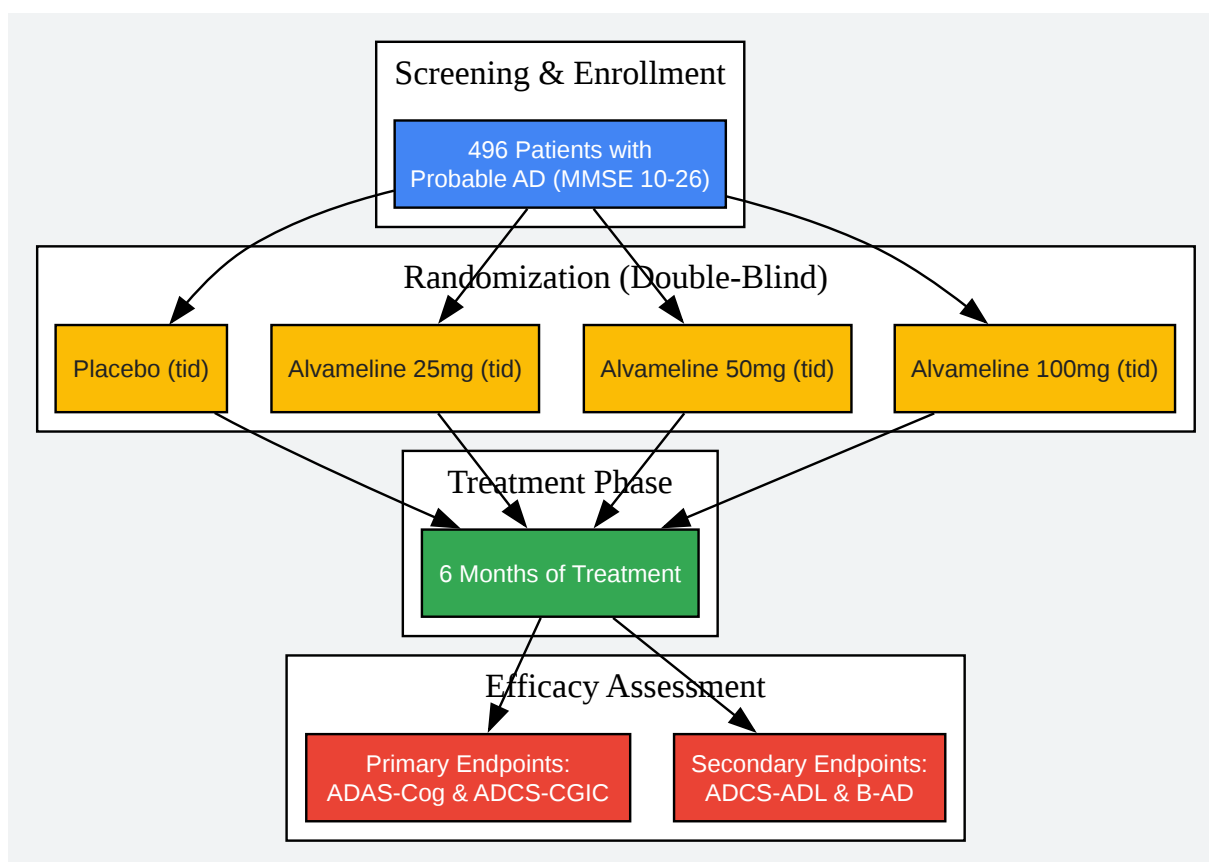 Screening & Enrollment
496 Patients with
Probable AD (MMSE 10-26)
Randomization (Double-Blind)
Placebo (tid)
Alvameline 25mg (tid)
Alvameline 50mg (tid)
Alvameline 100mg (tid)
Treatment Phase
6 Months of Treatment
Efficacy Assessment
Primary Endpoints:
ADAS-Cog & ADCS-CGIC
Secondary Endpoints:
ADCS-ADL & B-AD